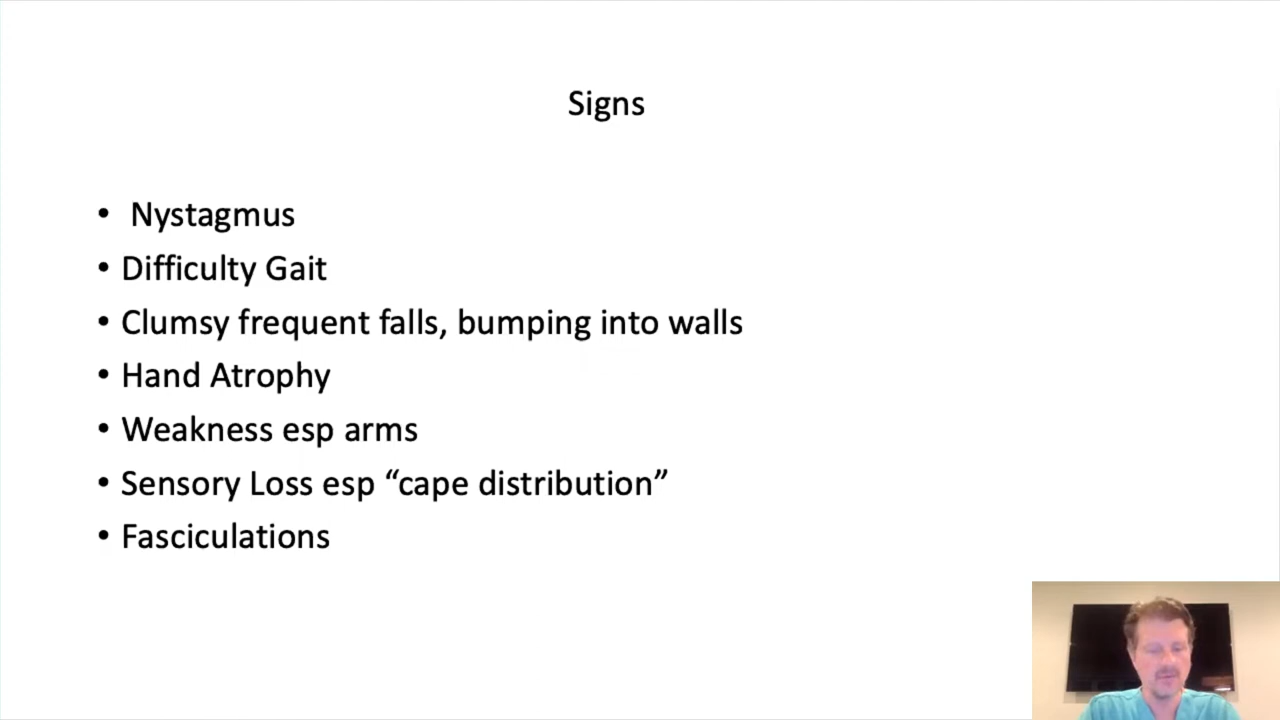 Signs
• Nystagmus
• Difficulty Gait
• Clumsy frequent falls, bumping into walls
• Hand Atrophy
• Weakness esp arms
• Sensory Loss esp “cape distribution”
• Fasciculations